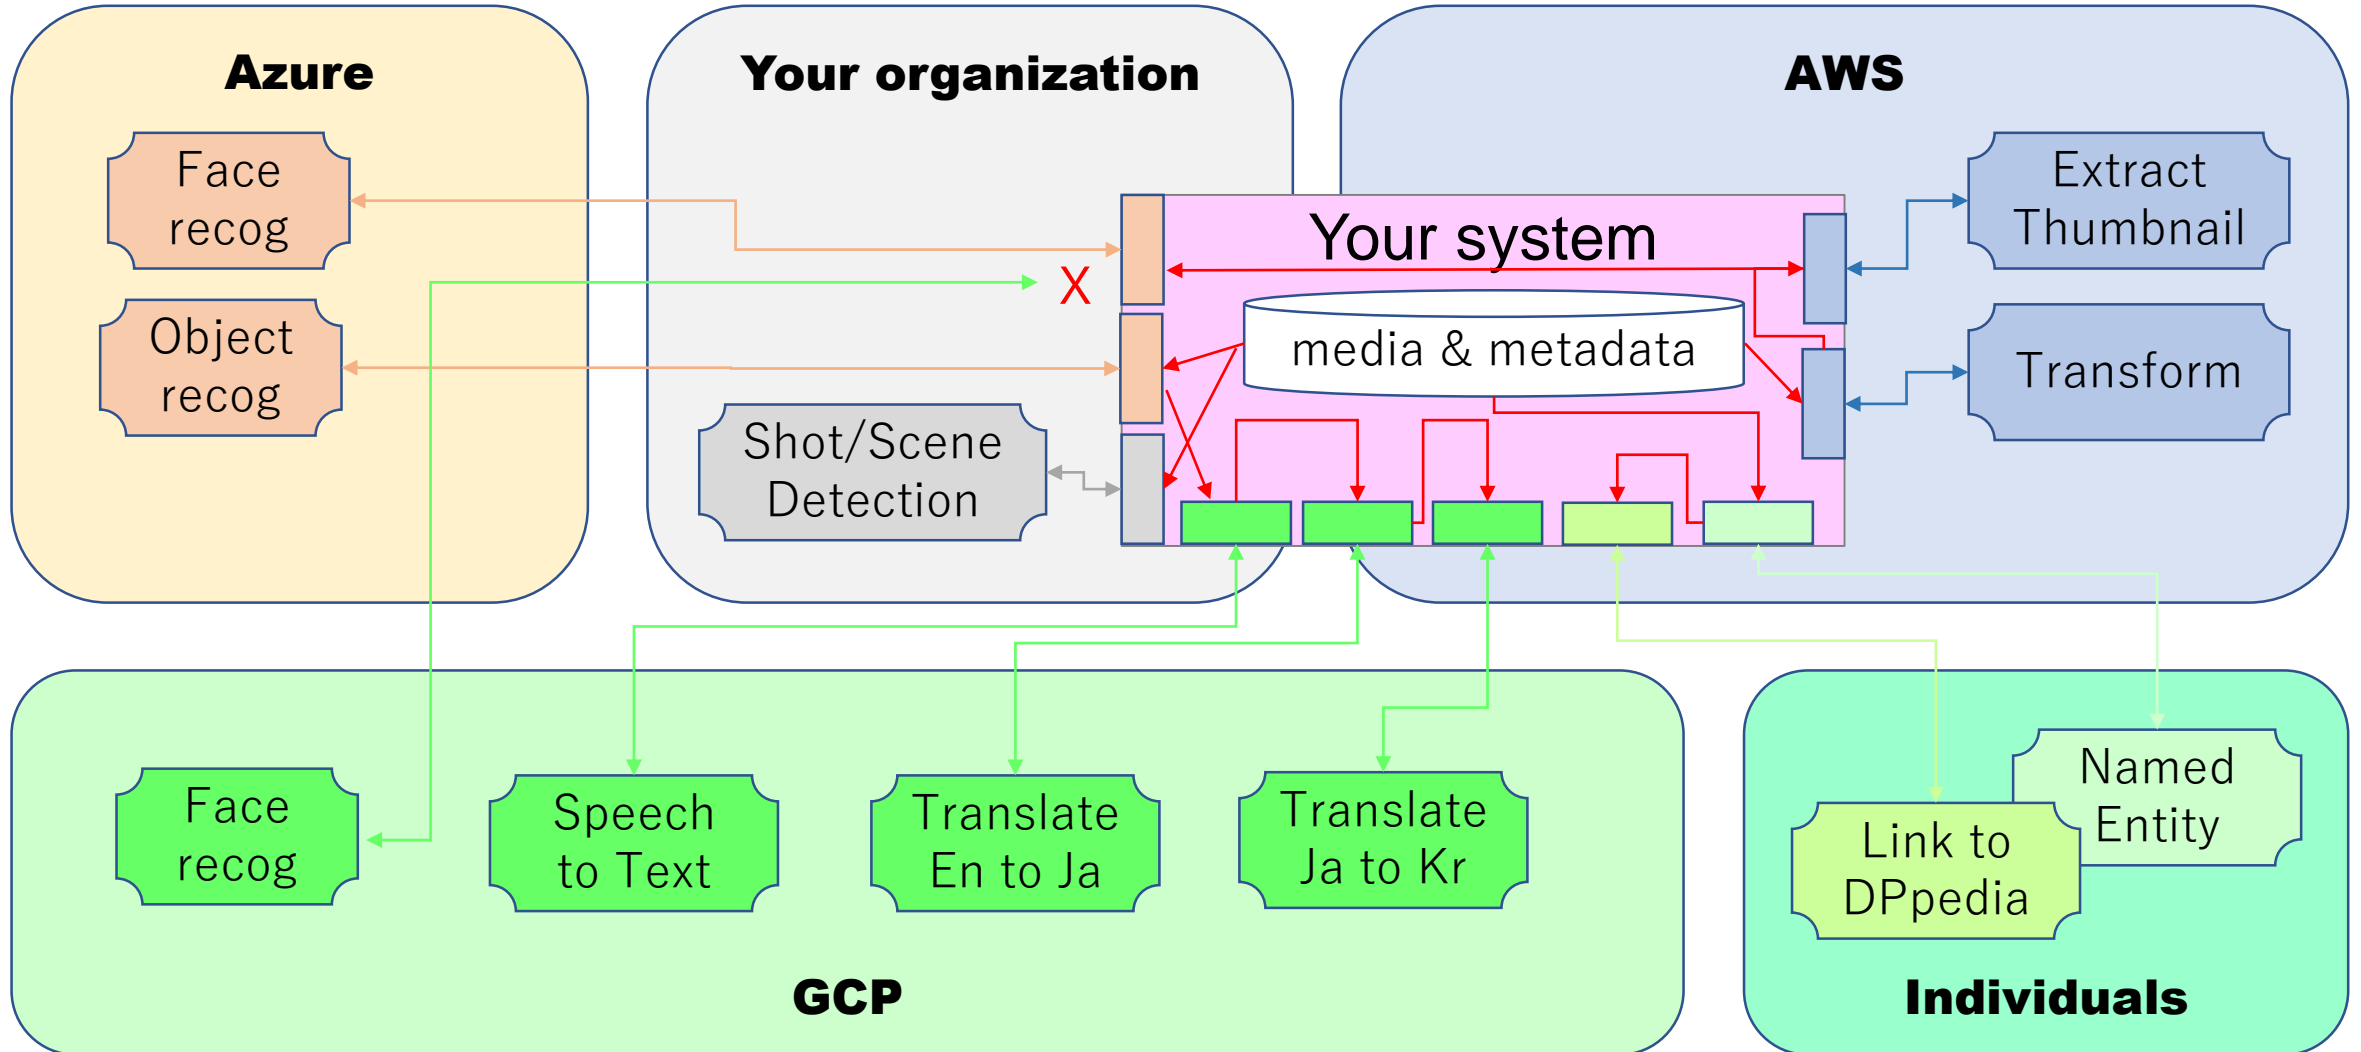 Azure
Your organization
AWS
Face
recog
Extract
Thumbnail
Your system
X
Object
recog
media & metadata
Transform
Shot/Scene
Detection
Face
recog
Speech
to Text
Translate
En to Ja
Translate
Ja to Kr
Named
Entity
Link to
DPpedia
GCP
Individuals